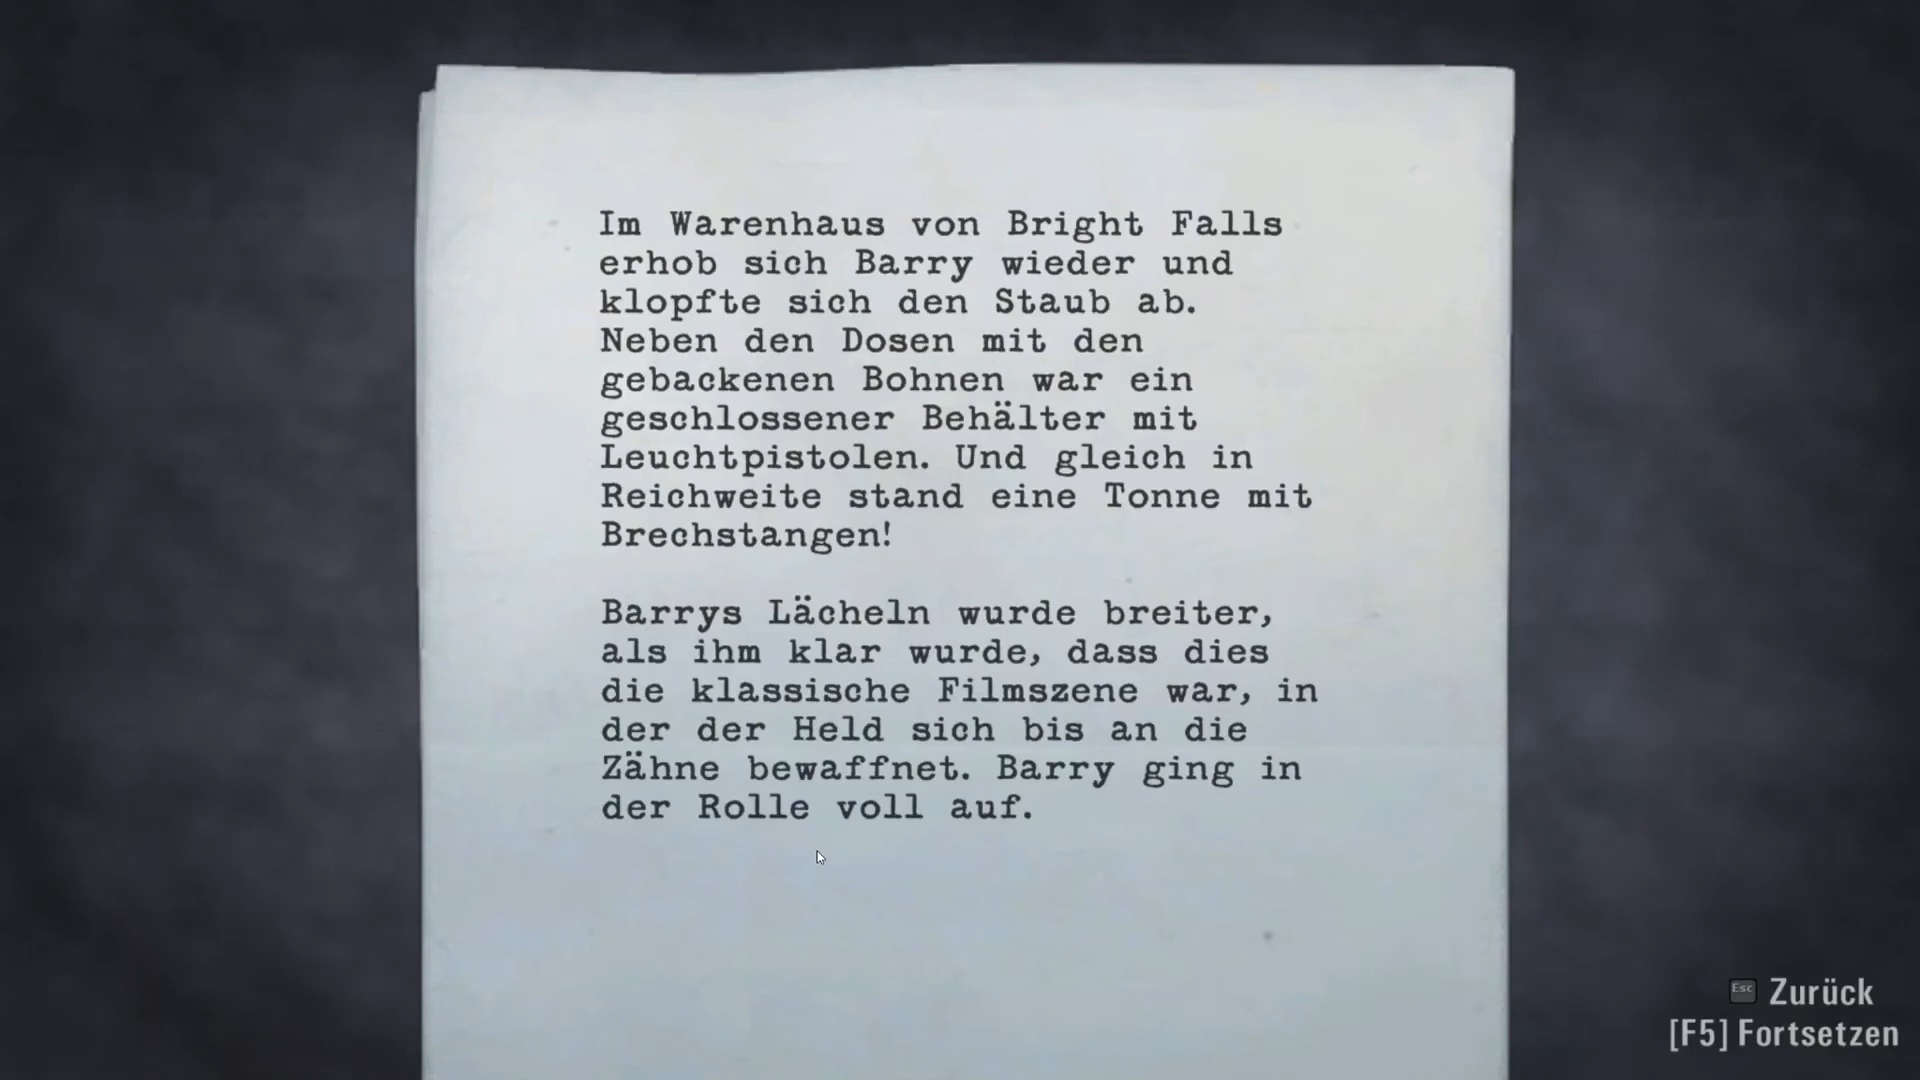 Im Warenhaus von Bright Falls
erhob sich Barry wieder und
klopfte sich den Staub ab.
Neben den Dosen mit den
gebackenen Bohnen war ein
geschlossener Behälter mit
Leuchtpistolen. Und gleich in
Reichweite stand eine Tonne mit
Brechstangen!
Barrys Lächeln wurde breiter,
als ihm klar wurde, dass dies
die klassische Filmszene war, in
der der Held sich bis an die
Zähne bewaffnet. Barry ging in
der Rolle voll auf.
Esc Zurück
[F5] Fortsetzen